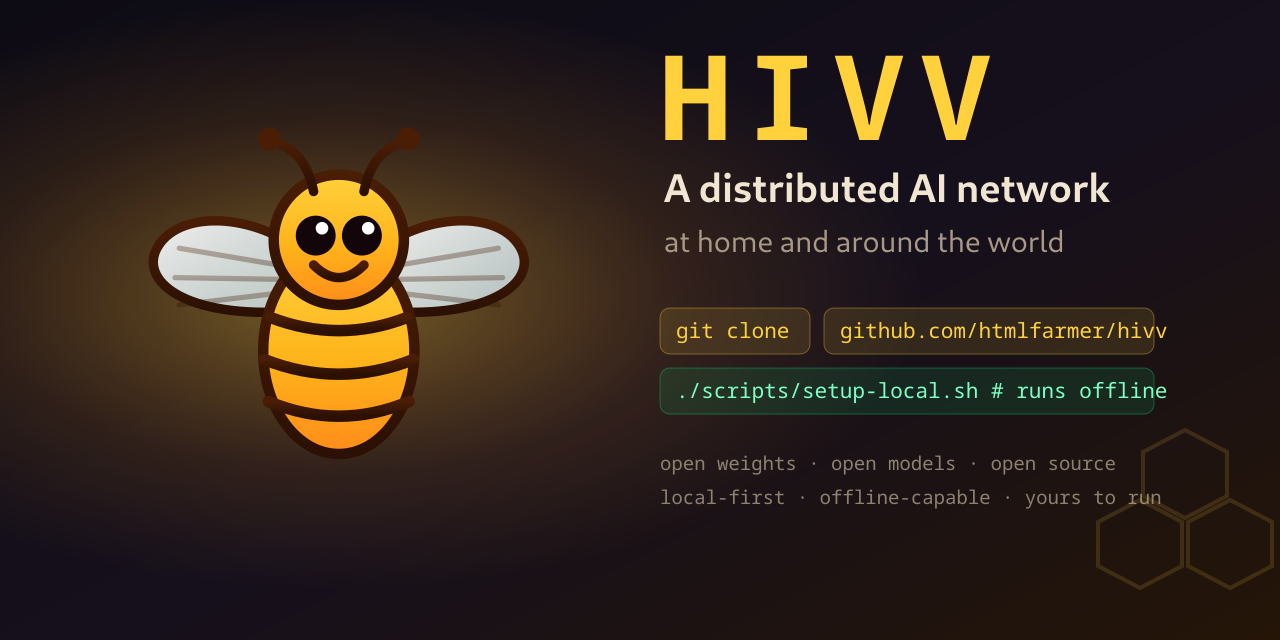 HIVV
A distributed AI network
at home and around the world
git clone github.com/htmlfarmer/hivv
./scripts/setup-local.sh # runs offline
open weights · open models · open source
local-first · offline-capable · yours to run